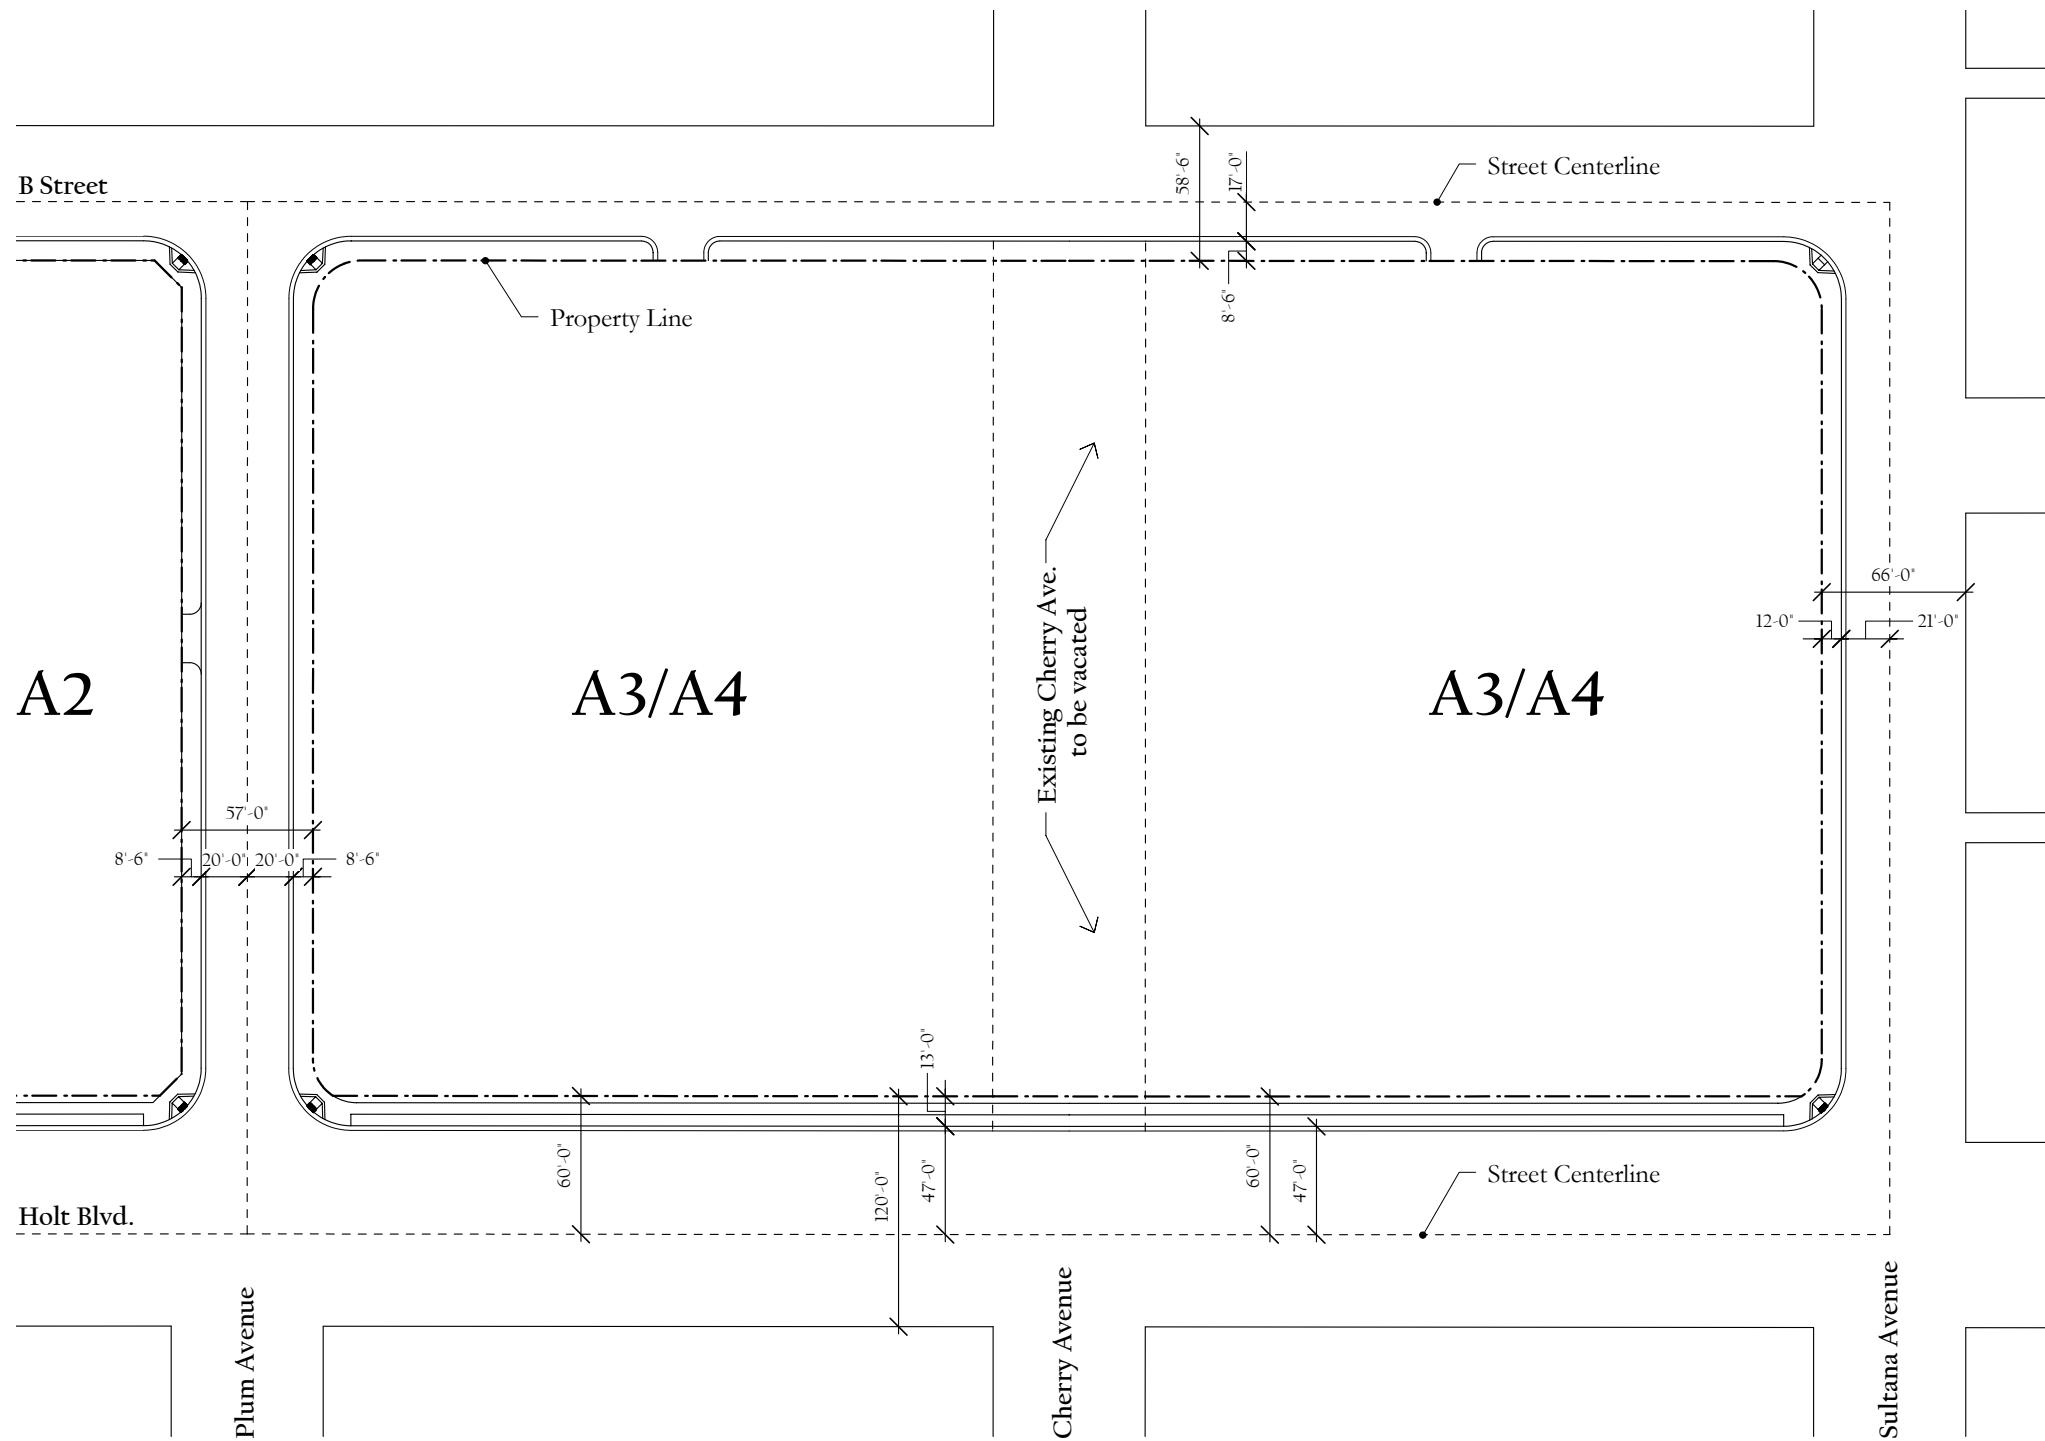 58'-6"
17'-0"
Street Centerline
B Street
8'-6"
Property Line
66'-0"
12-0"
21'-0"
Existing Cherry Ave.
to be vacated
A2
A3/A4
A3/A4
57'-0"
8'-6"
20'-0"
20'-0"
8'-6"
13'-0"
60'-0"
120'-0"
47'-0"
60'-0"
47'-0"
Street Centerline
Holt Blvd.
Plum Avenue
Cherry Avenue
Sultana Avenue